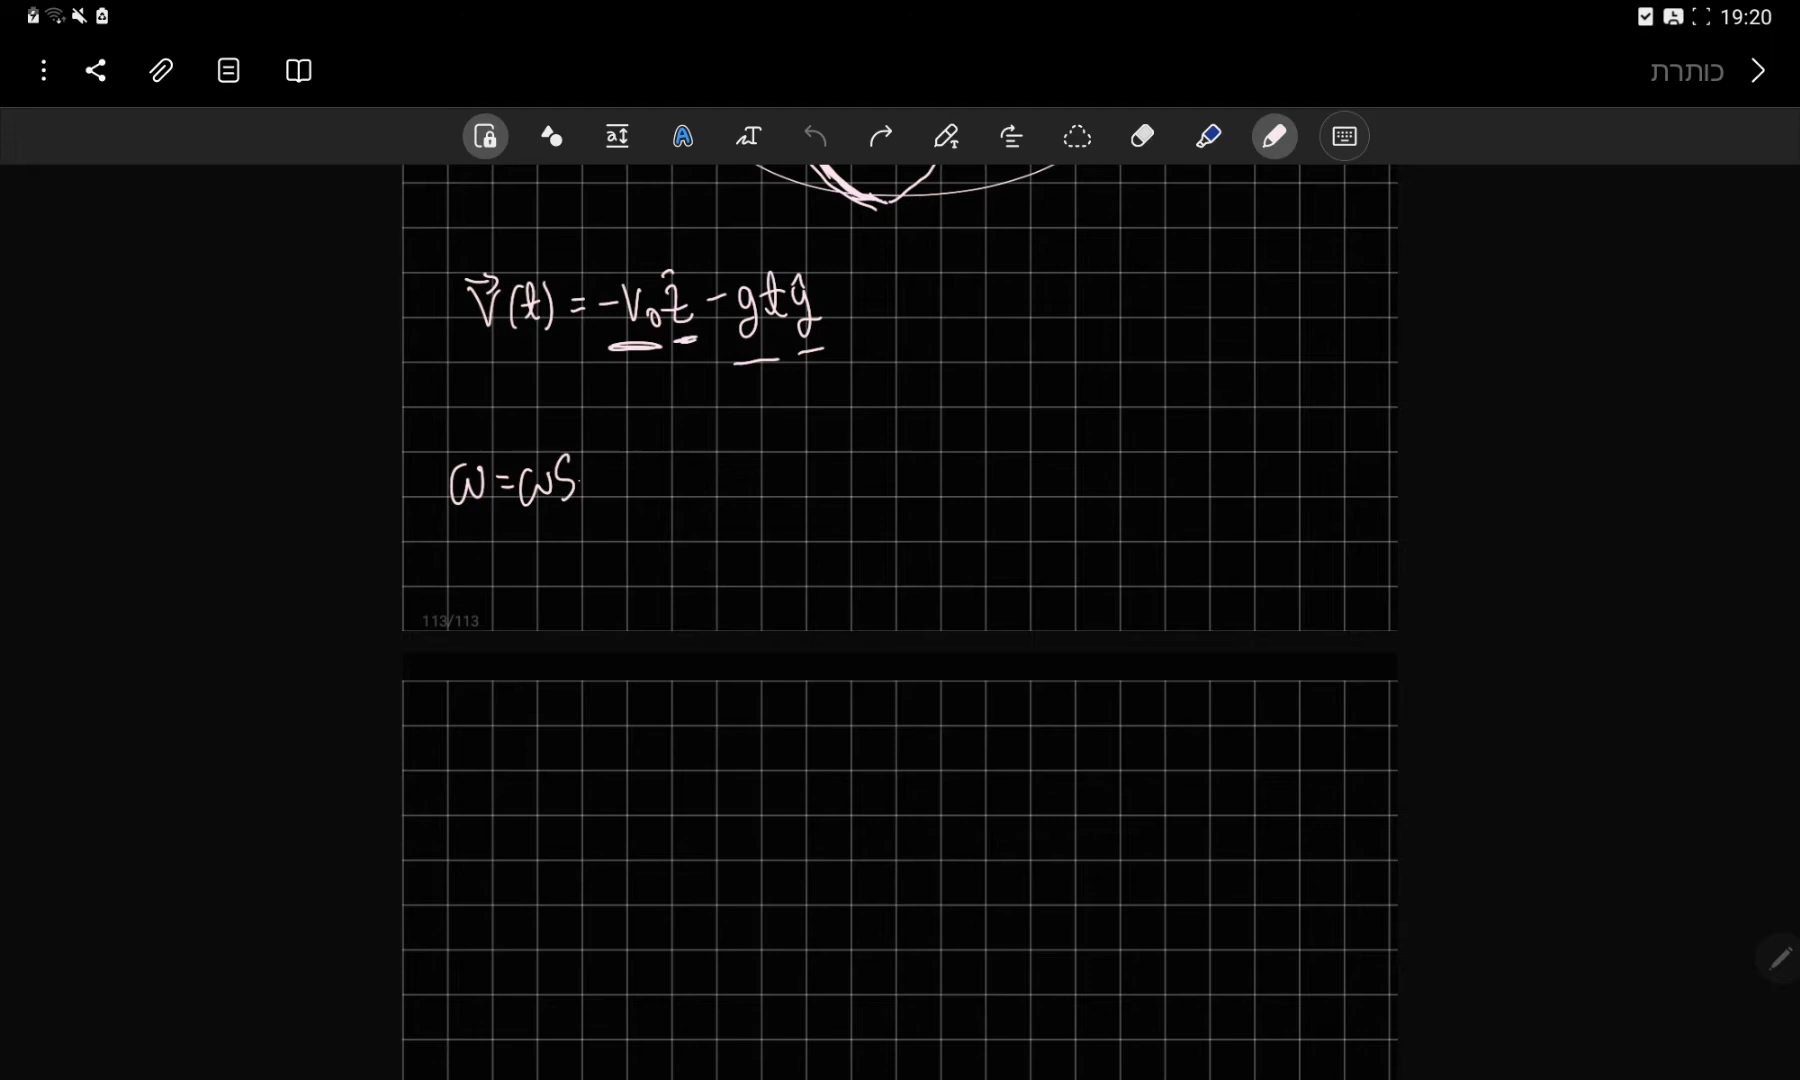 19:20
כותרת
V⃗(t) = -V₀ẑ - gtŷ
ω = ωs
113/113